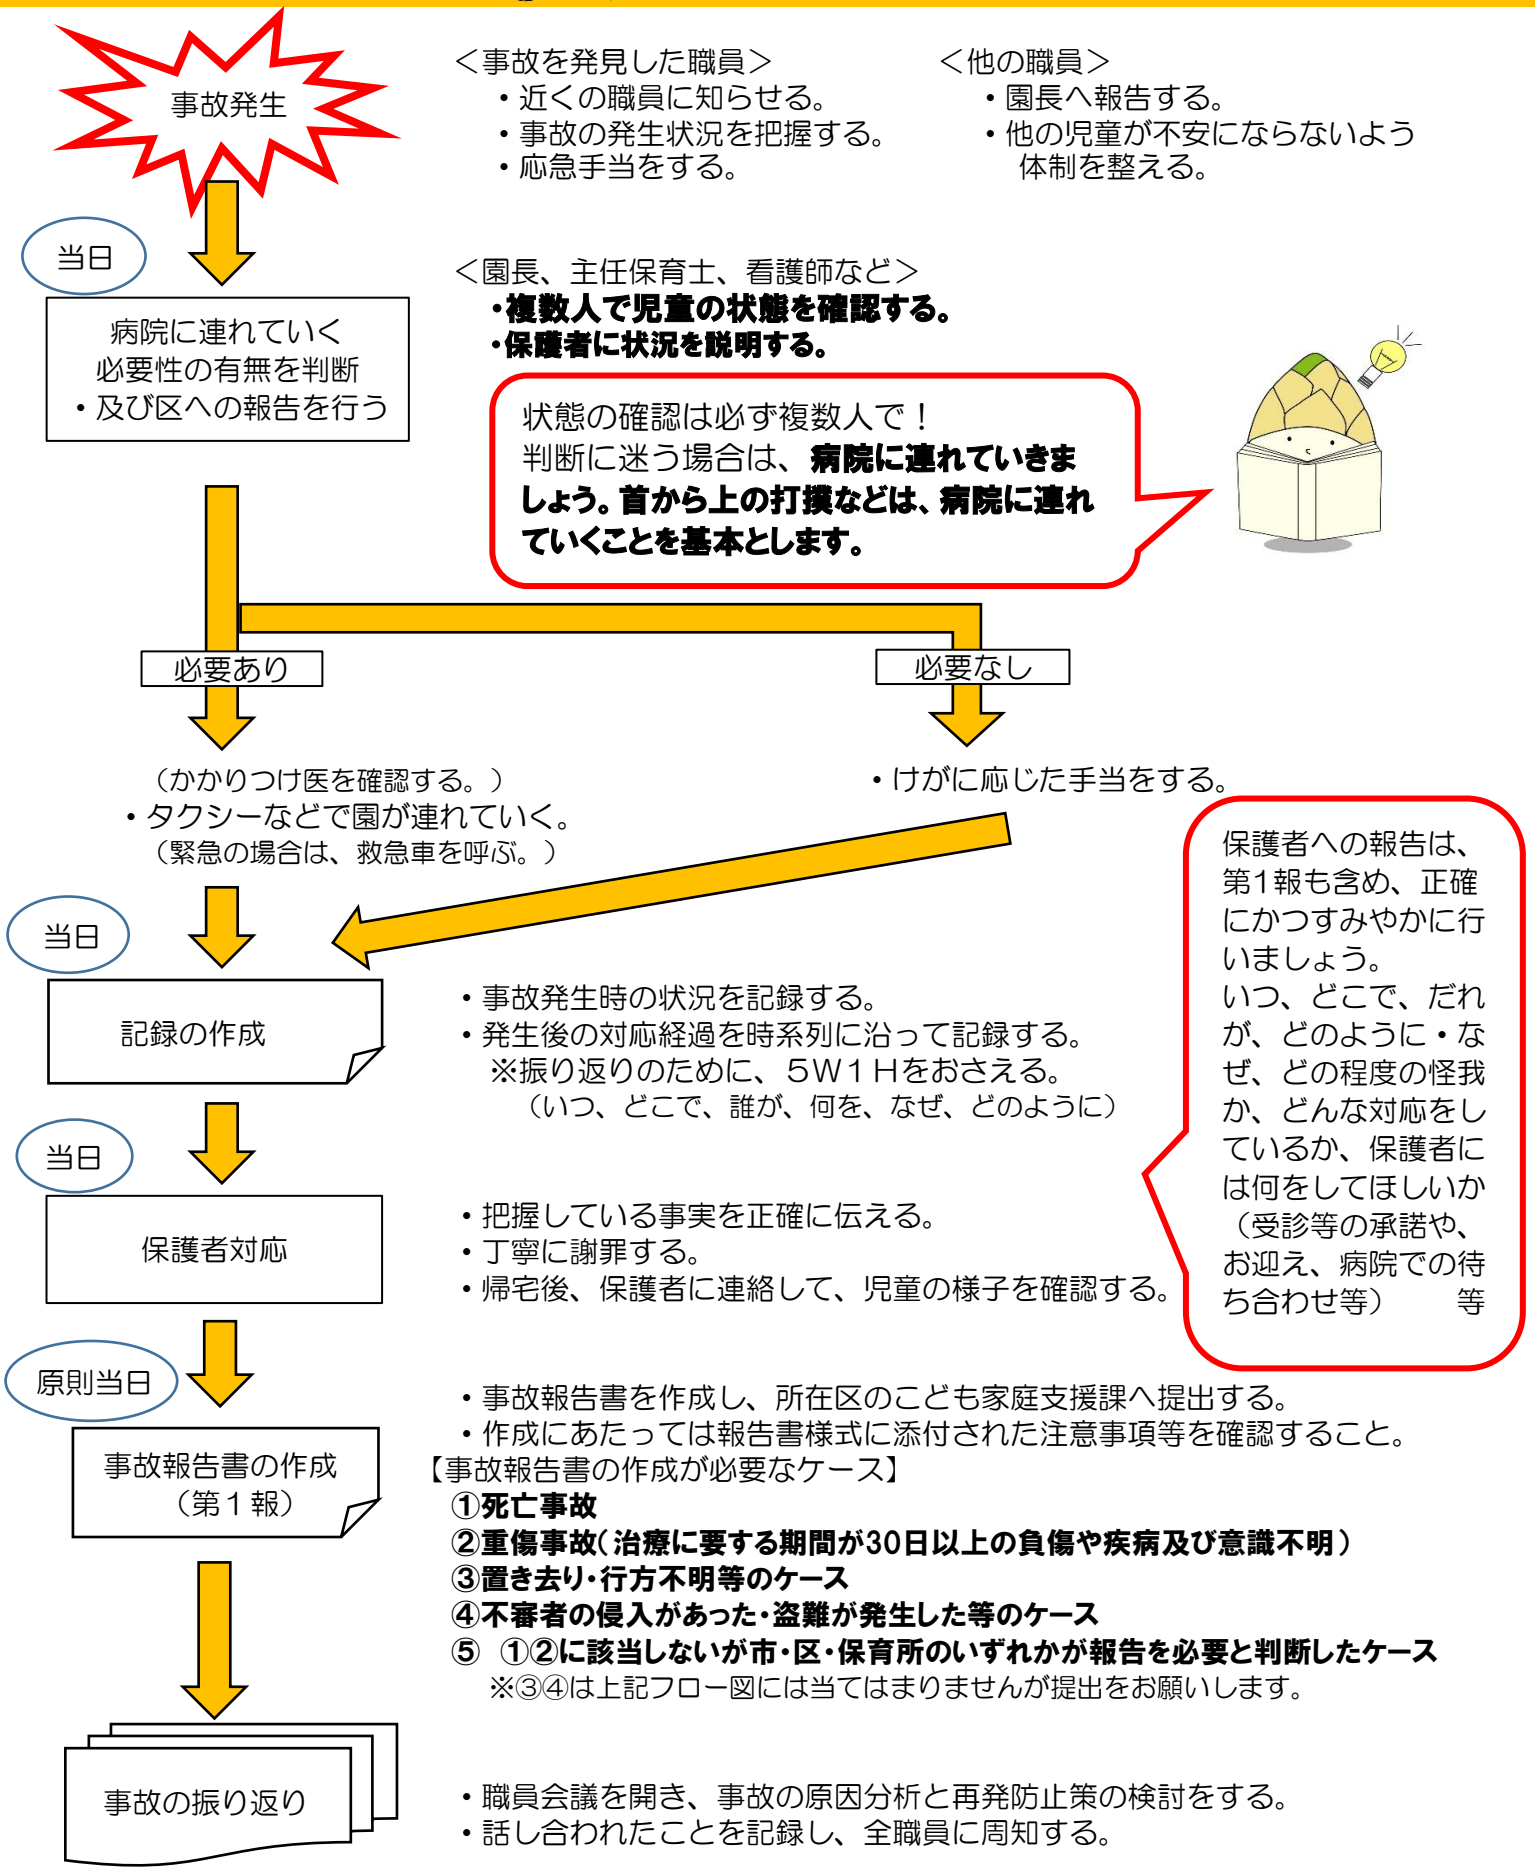 事故発生
＜事故を発見した職員＞
・近くの職員に知らせる。
・事故の発生状況を把握する。
・応急手当をする。
＜他の職員＞
・園長へ報告する。
・他の児童が不安にならないよう
体制を整える。
当日
病院に連れていく
必要性の有無を判断
・及び区への報告を行う
＜園長、主任保育士、看護師など＞
・複数人で児童の状態を確認する。
・保護者に状況を説明する。
状態の確認は必ず複数人で！
判断に迷う場合は、病院に連れていきま
しょう。首から上の打撲などは、病院に連れ
ていくことを基本とします。
必要あり
必要なし
（かかりつけ医を確認する。）
・タクシーなどで園が連れていく。
（緊急の場合は、救急車を呼ぶ。）
・けがに応じた手当をする。
保護者への報告は、
第1報も含め、正確
にかつすみやかに行
いましょう。
いつ、どこで、だれ
が、どのように・な
ぜ、どの程度の怪我
か、どんな対応をし
ているか、保護者に
は何をしてほしいか
（受診等の承諾や、
お迎え、病院での待
ち合わせ等）　　等
当日
記録の作成
・事故発生時の状況を記録する。
・発生後の対応経過を時系列に沿って記録する。
※振り返りのために、５Ｗ１Ｈをおさえる。
（いつ、どこで、誰が、何を、なぜ、どのように）
当日
保護者対応
・把握している事実を正確に伝える。
・丁寧に謝罪する。
・帰宅後、保護者に連絡して、児童の様子を確認する。
原則当日
事故報告書の作成
（第１報）
・事故報告書を作成し、所在区のこども家庭支援課へ提出する。
・作成にあたっては報告書様式に添付された注意事項等を確認すること。
【事故報告書の作成が必要なケース】
①死亡事故
②重傷事故（治療に要する期間が30日以上の負傷や疾病及び意識不明）
③置き去り・行方不明等のケース
④不審者の侵入があった・盗難が発生した等のケース
⑤　①②に該当しないが市・区・保育所のいずれかが報告を必要と判断したケース
※③④は上記フロー図には当てはまりませんが提出をお願いします。
事故の振り返り
・職員会議を開き、事故の原因分析と再発防止策の検討をする。
・話し合われたことを記録し、全職員に周知する。